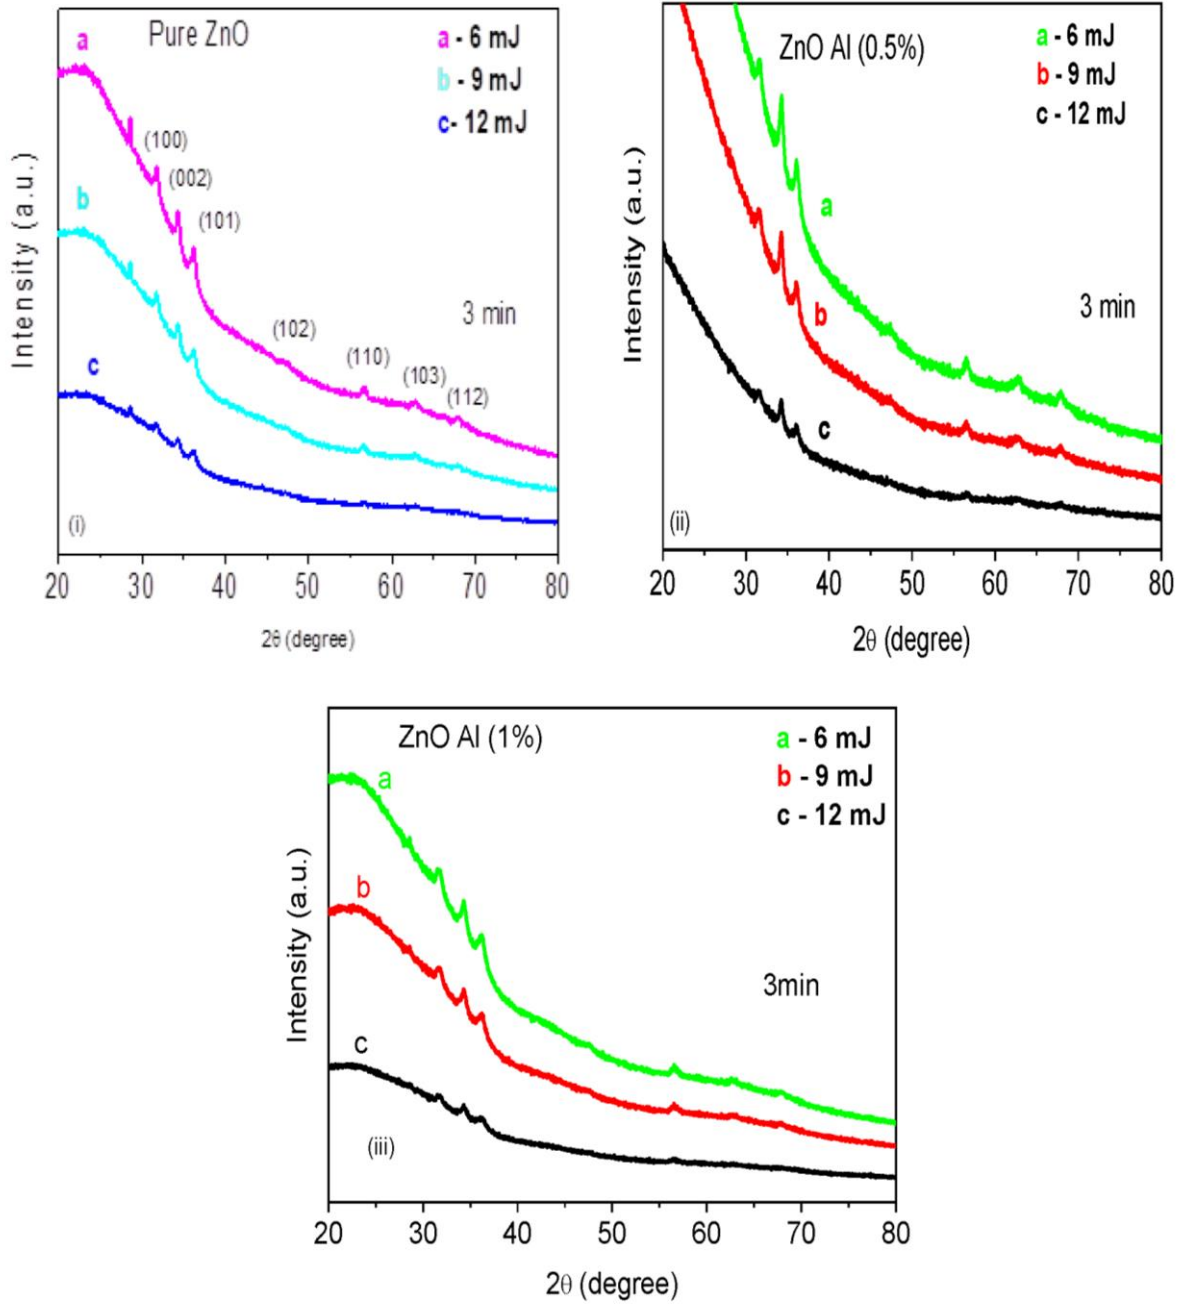 Pure ZnO
a - 6 mJ
b - 9 mJ
c- 12 mJ
a
(100)
(002)
(101)
b
3 min
(102)
(110)
(103)
(112)
c
(i)
Intensity (a.u.)
20 30 40 50 60 70 80
2θ (degree)
ZnO Al (0.5%)
a - 6 mJ
b - 9 mJ
c - 12 mJ
a
b
3 min
c
(ii)
Intensity (a.u.)
20 30 40 50 60 70 80
2θ (degree)
ZnO Al (1%)
a - 6 mJ
b - 9 mJ
c - 12 mJ
a
b
3min
c
(iii)
Intensity (a.u.)
20 30 40 50 60 70 80
2θ (degree)